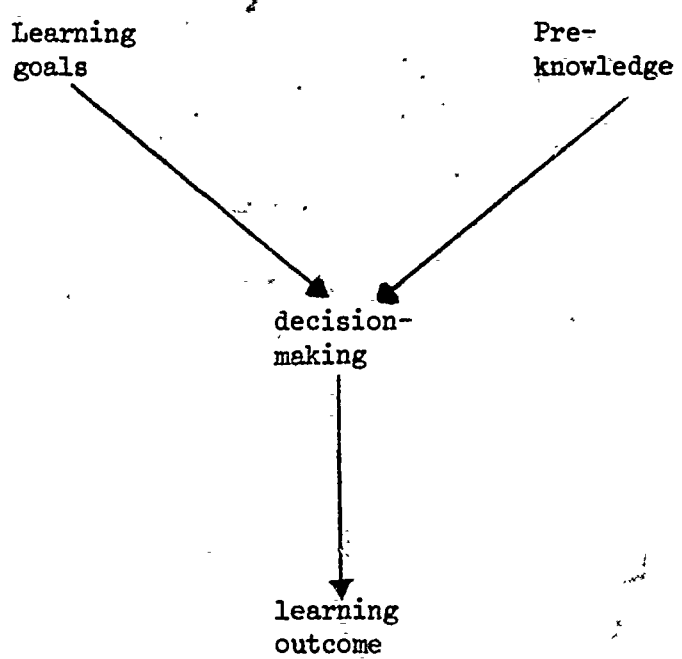 Learning
goals
Pre-
knowledge
decision-
making
learning
outcome